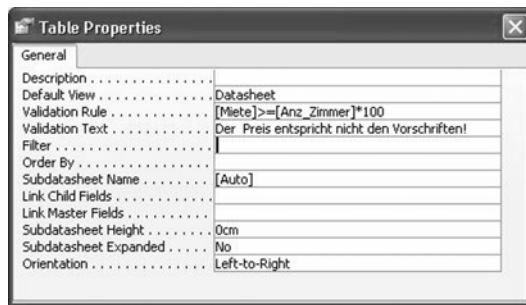 Table Properties
General
Description . . . . . . . . . . . . . . .
Default View . . . . . . . . . . . . . . Datasheet
Validation Rule . . . . . . . . . . . . [Miete]>=[Anz_Zimmer]*100
Validation Text . . . . . . . . . . . . Der Preis entspricht nicht den Vorschriften!
Filter . . . . . . . . . . . . . . . . . . . .
Order By . . . . . . . . . . . . . . . . .
Subdatasheet Name . . . . . . . . [Auto]
Link Child Fields . . . . . . . . . . .
Link Master Fields . . . . . . . . . .
Subdatasheet Height . . . . . . . . 0cm
Subdatasheet Expanded . . . . . No
Orientation . . . . . . . . . . . . . . Left-to-Right